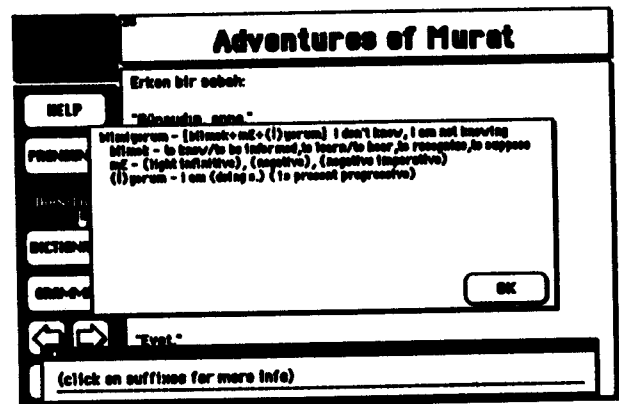 Adventures of Murat
Erken bir sabah:
HELP
"Günaydın, anne."
bilmiyorum - [bilmek+mE+(İ)yorum] I don't know, I am not knowing
bilmek - to know/to be informed,to learn/to hear,to recognize,to suppose
mE - (light infinitive), (negative), (negative imperative)
(İ)yorum - I am (doing s.) (1s present progressive)
OK
"Evet."
(click on suffixes for more info)